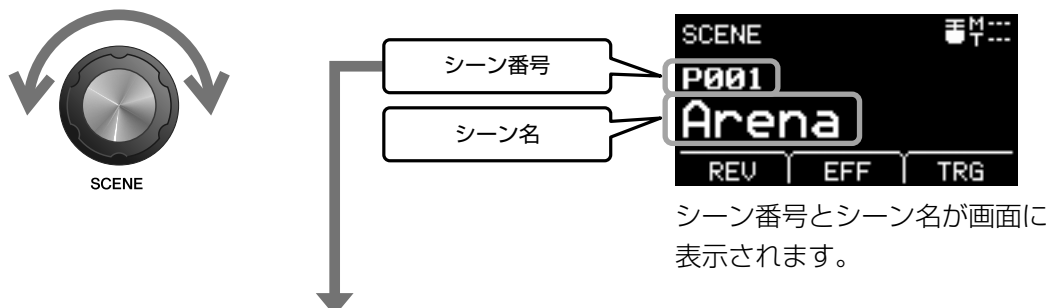 SCENE
シーン番号
シーン名
SCENE
M---
T---
P001
Arena
REV
EFF
TRG
シーン番号とシーン名が画面に
表示されます。